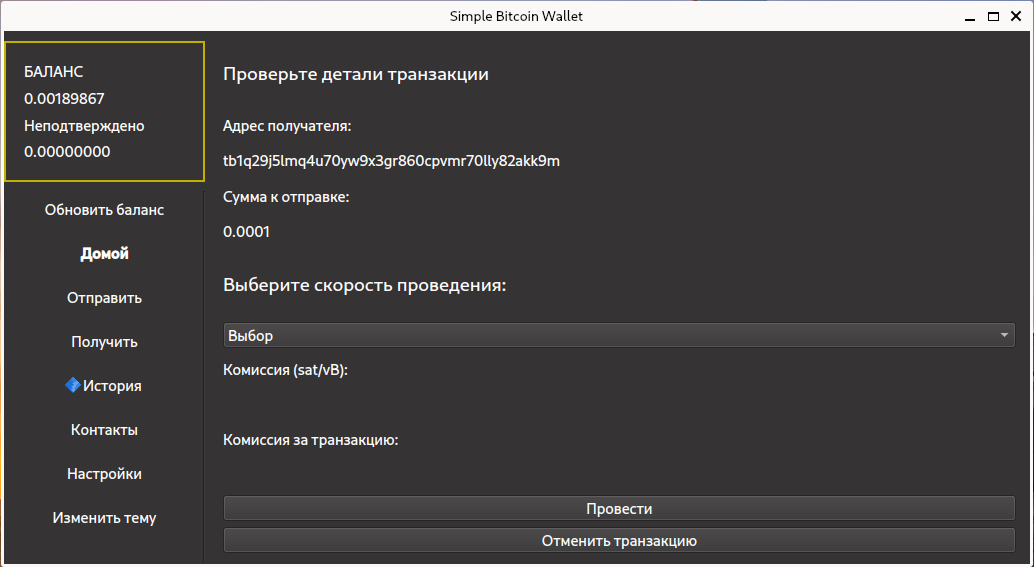 Simple Bitcoin Wallet
БАЛАНС
0.00189867
Неподтверждено
0.00000000
Обновить баланс
Домой
Отправить
Получить
История
Контакты
Настройки
Изменить тему
Проверьте детали транзакции
Адрес получателя:
tb1q29j5lmq4u70yw9x3gr860cpvmr70lly82akk9m
Сумма к отправке:
0.0001
Выберите скорость проведения:
Выбор
Комиссия (sat/vB):
Комиссия за транзакцию:
Провести
Отменить транзакцию